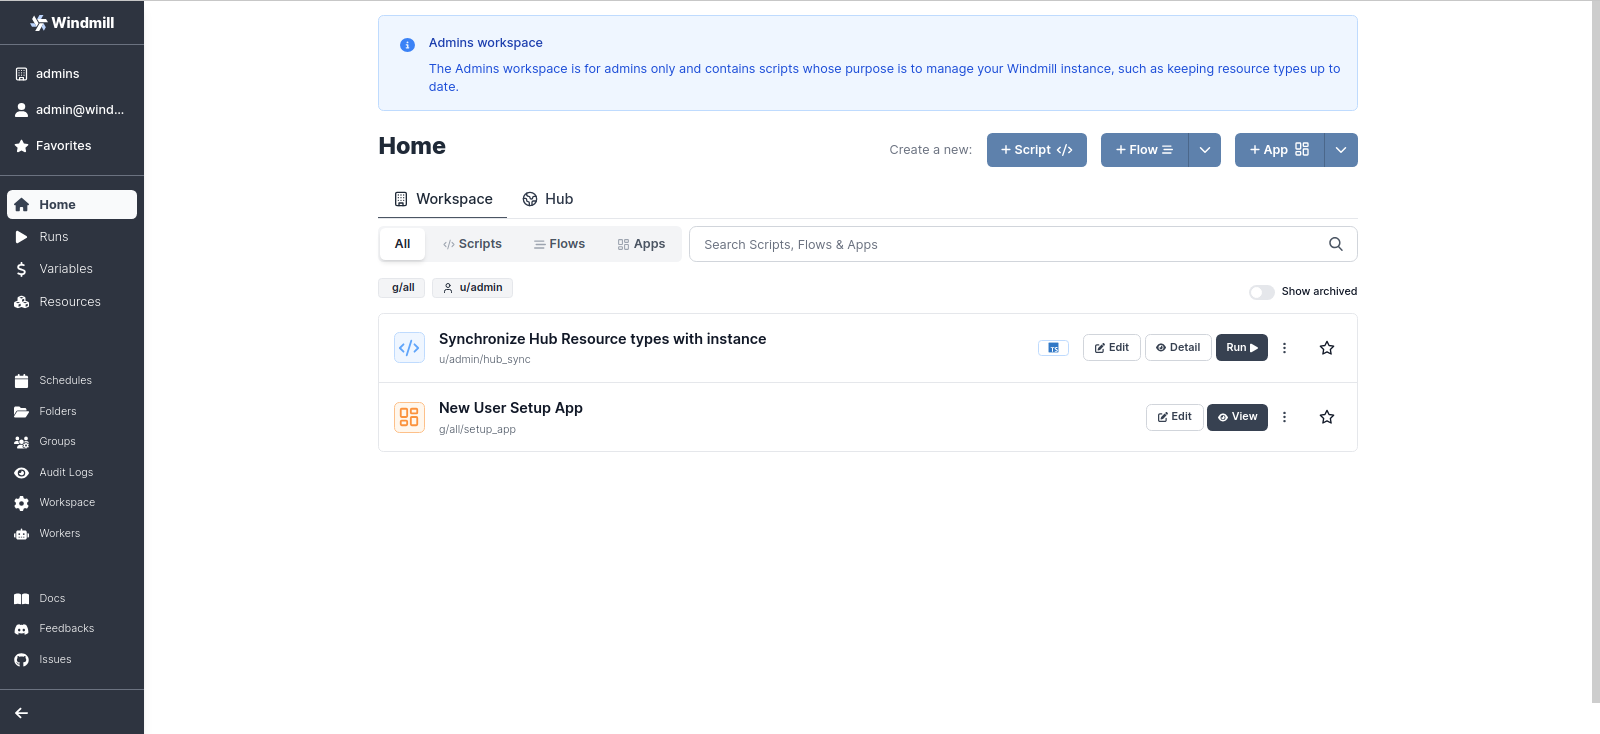 Windmill
admins
admin@wind...
Favorites
Home
Runs
Variables
Resources
Schedules
Folders
Groups
Audit Logs
Workspace
Workers
Docs
Feedbacks
Issues
Admins workspace
The Admins workspace is for admins only and contains scripts whose purpose is to manage your Windmill instance, such as keeping resource types up to
date.
Home
Create a new:
+ Script
+ Flow
+ App
Workspace
Hub
All
Scripts
Flows
Apps
Search Scripts, Flows & Apps
g/all
u/admin
Show archived
Synchronize Hub Resource types with instance
u/admin/hub_sync
TS
Edit
Detail
Run
New User Setup App
g/all/setup_app
Edit
View